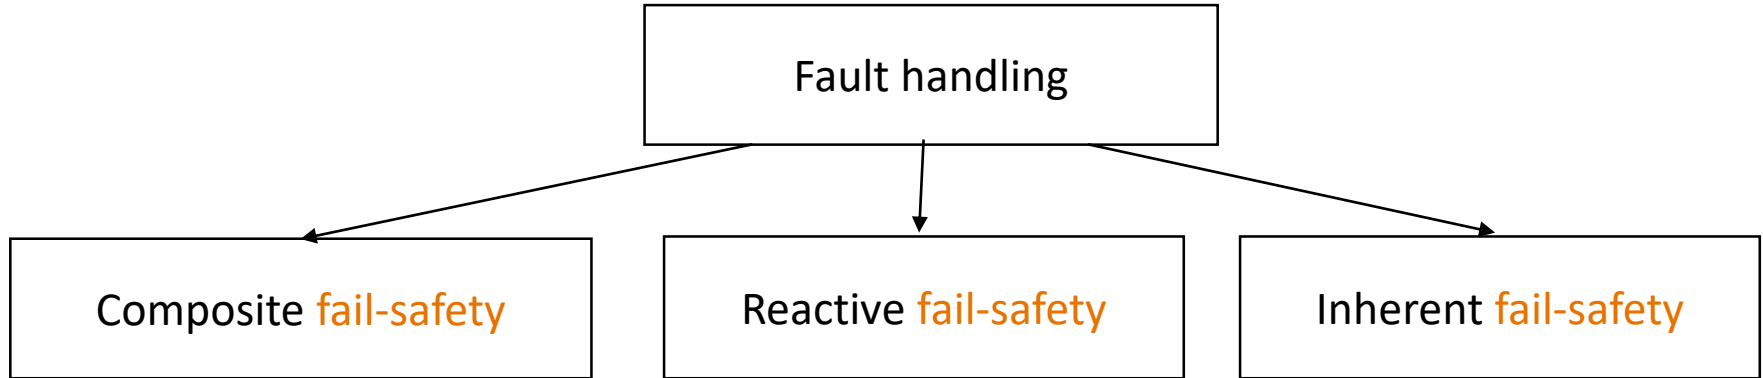 Fault handling
Composite fail-safety
Reactive fail-safety
Inherent fail-safety